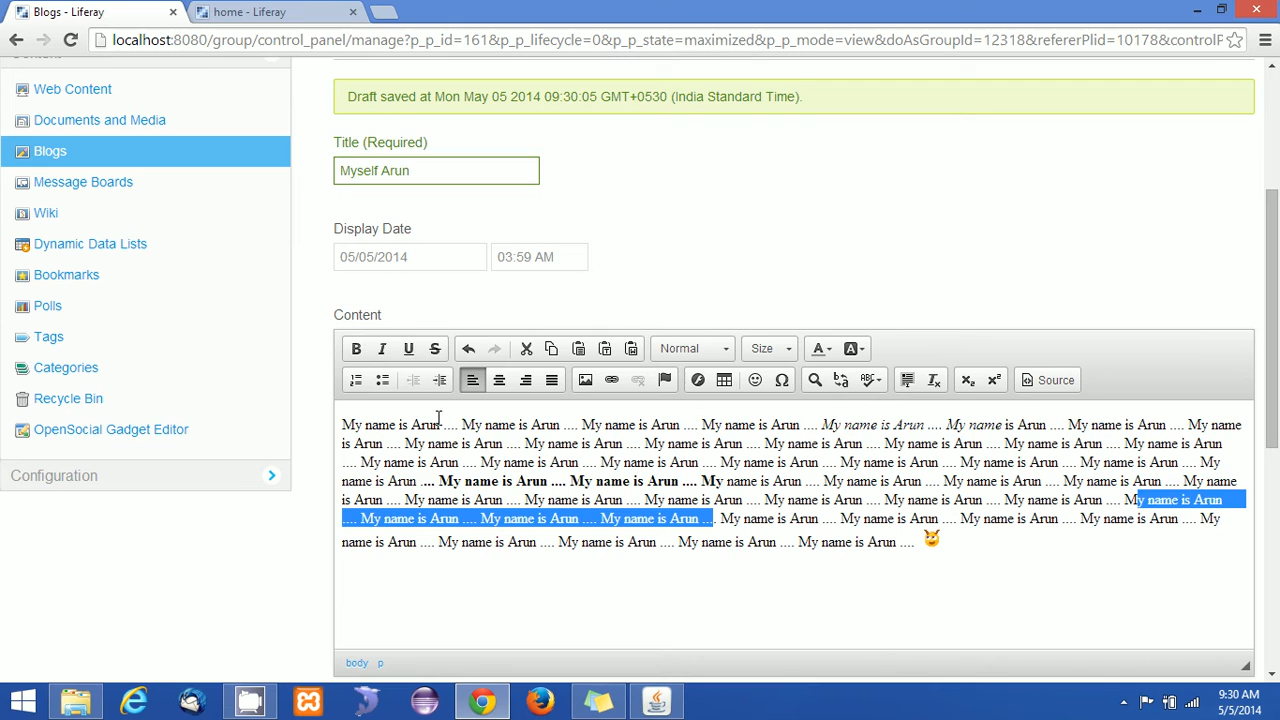 Blogs - Liferay
home - Liferay
localhost:8080/group/control_panel/manage?p_p_id=161&p_p_lifecycle=0&p_p_state=maximized&p_p_mode=view&doAsGroupId=12318&refererPlid=10178&controlP
Web Content
Documents and Media
Blogs
Message Boards
Wiki
Dynamic Data Lists
Bookmarks
Polls
Tags
Categories
Recycle Bin
OpenSocial Gadget Editor
Configuration
Draft saved at Mon May 05 2014 09:30:05 GMT+0530 (India Standard Time).
Title (Required)
Myself Arun
Display Date
05/05/2014 03:59 AM
Content
B I U S Normal Size A A
ABC Ω Source
My name is Arun .... My name is Arun .... My name is Arun .... My name is Arun .... My name is Arun .... My name is Arun .... My name is Arun .... My name
is Arun .... My name is Arun .... My name is Arun .... My name is Arun .... My name is Arun .... My name is Arun .... My name is Arun .... My name is Arun
.... My name is Arun .... My name is Arun .... My name is Arun .... My name is Arun .... My name is Arun .... My name is Arun .... My name is Arun .... My
name is Arun .... My name is Arun .... My name is Arun .... My name is Arun .... My name is Arun .... My name is Arun .... My name is Arun .... My name
is Arun .... My name is Arun .... My name is Arun .... My name is Arun .... My name is Arun .... My name is Arun .... My name is Arun .... My name is Arun
.... My name is Arun .... My name is Arun .... My name is Arun .... My name is Arun .... My name is Arun .... My name is Arun .... My name is Arun .... My
name is Arun .... My name is Arun .... My name is Arun .... My name is Arun .... My name is Arun ....
body p
9:30 AM
5/5/2014